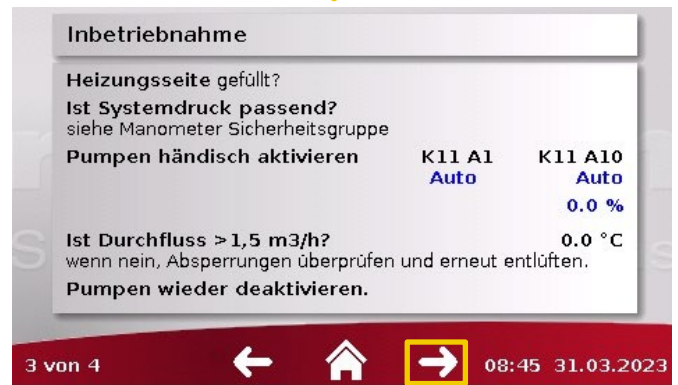 Inbetriebnahme
Heizungsseite gefüllt?
Ist Systemdruck passend?
siehe Manometer Sicherheitsgruppe
Pumpen händisch aktivieren K11 A1 K11 A10
Auto Auto
0.0 %
Ist Durchfluss >1,5 m3/h? 0.0 °C
wenn nein, Absperrungen überprüfen und erneut entlüften.
Pumpen wieder deaktivieren.
3 von 4 08:45 31.03.2023